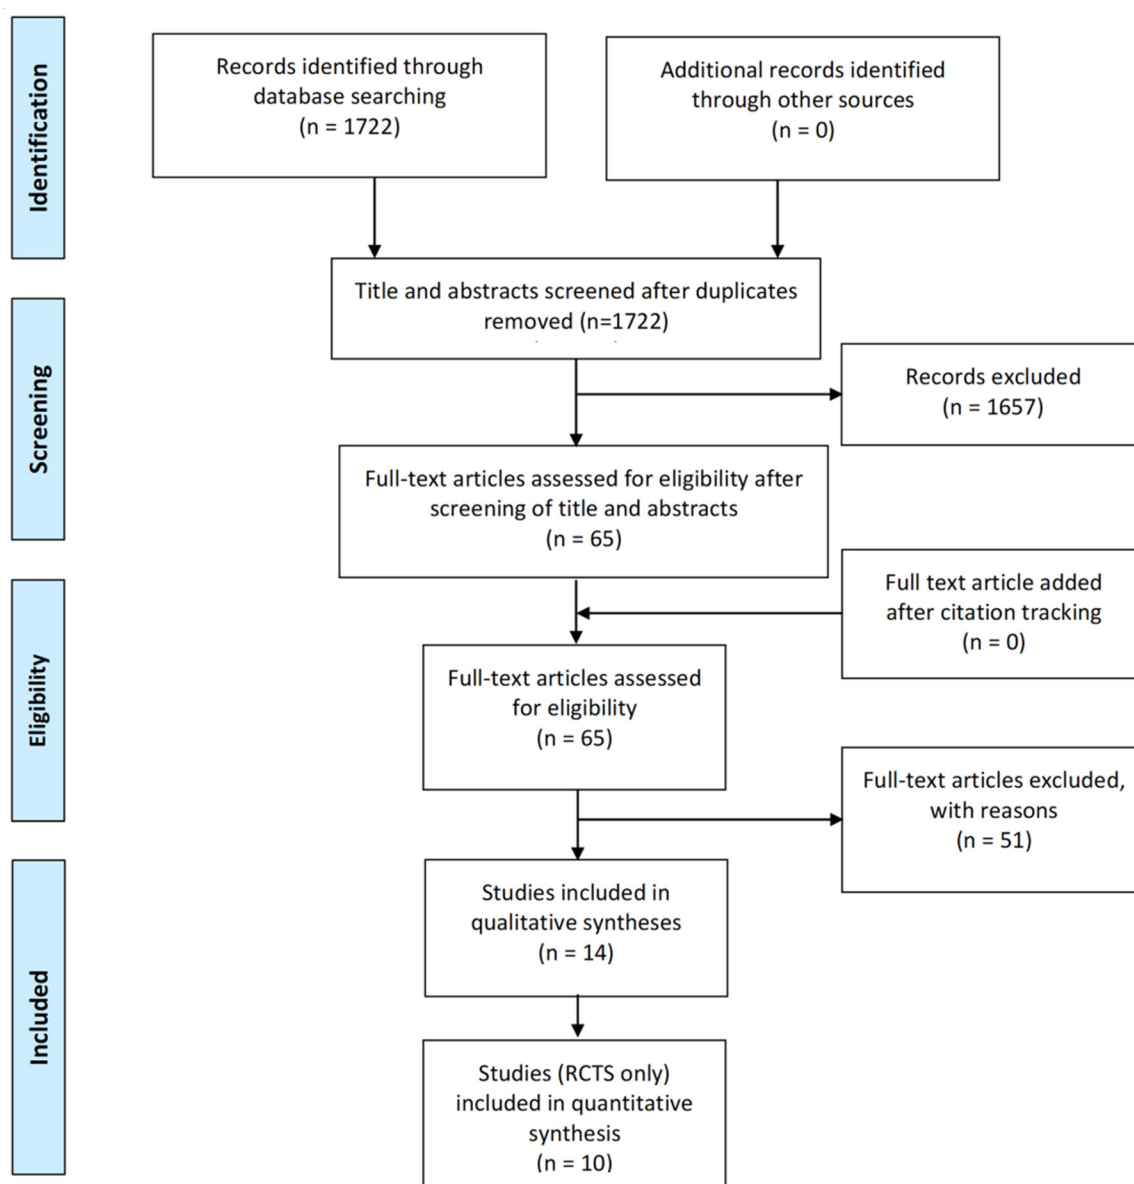 Identification
Records identified through
database searching
(n = 1722)
Additional records identified
through other sources
(n = 0)
Title and abstracts screened after duplicates
removed (n=1722)
Screening
Records excluded
(n = 1657)
Full-text articles assessed for eligibility after
screening of title and abstracts
(n = 65)
Full text article added
after citation tracking
(n = 0)
Eligibility
Full-text articles assessed
for eligibility
(n = 65)
Full-text articles excluded,
with reasons
(n = 51)
Included
Studies included in
qualitative syntheses
(n = 14)
Studies (RCTS only)
included in quantitative
synthesis
(n = 10)